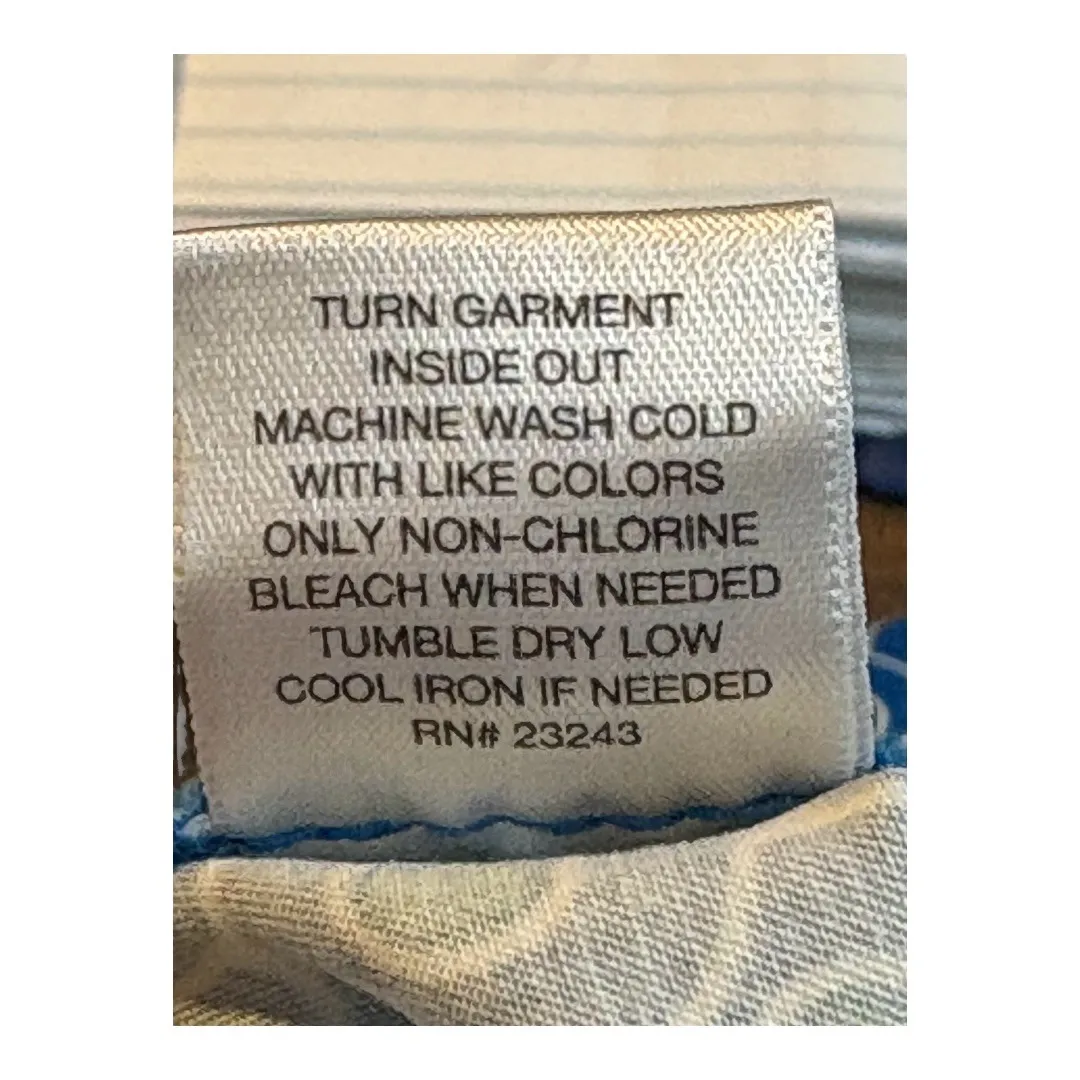 TURN GARMENT
INSIDE OUT
MACHINE WASH COLD
WITH LIKE COLORS
ONLY NON-CHLORINE
BLEACH WHEN NEEDED
TUMBLE DRY LOW
COOL IRON IF NEEDED
RN# 23243